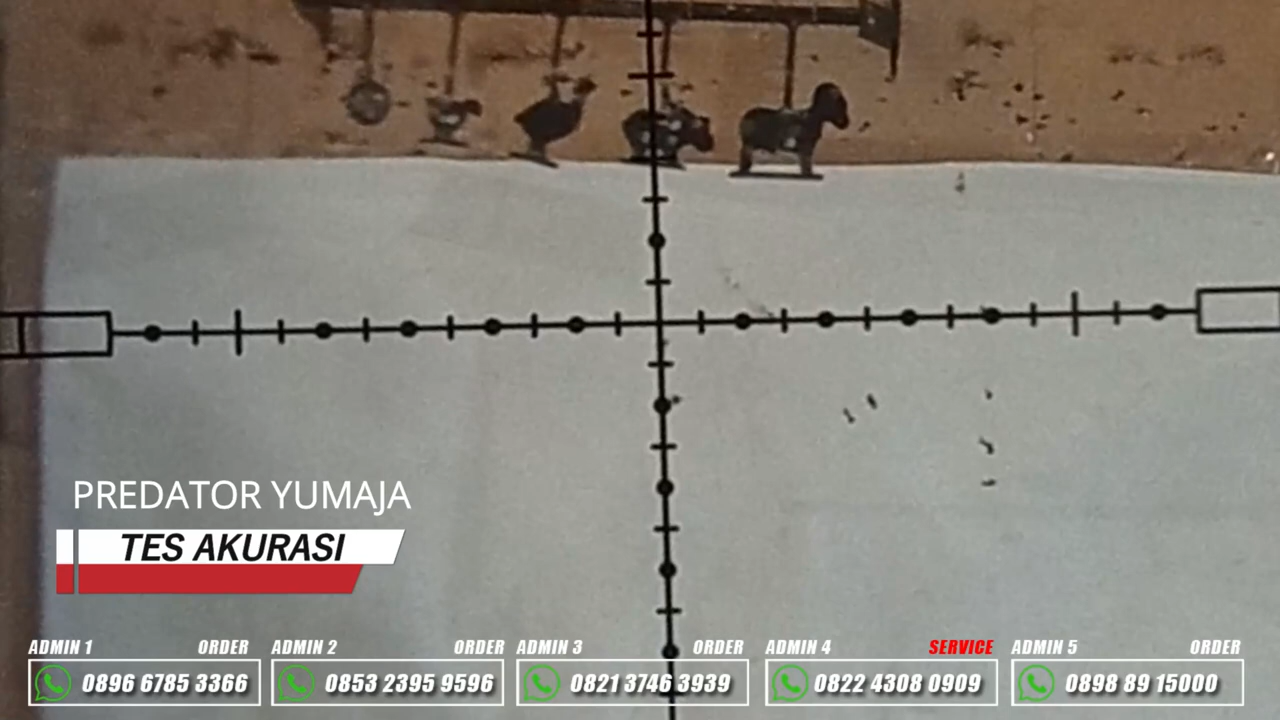 PREDATOR YUMAJA
TES AKURASI
ADMIN 1 ORDER
0896 6785 3366
ADMIN 2 ORDER
0853 2395 9596
ADMIN 3 ORDER
0821 3746 3939
ADMIN 4 SERVICE
0822 4308 0909
ADMIN 5 ORDER
0898 89 15000